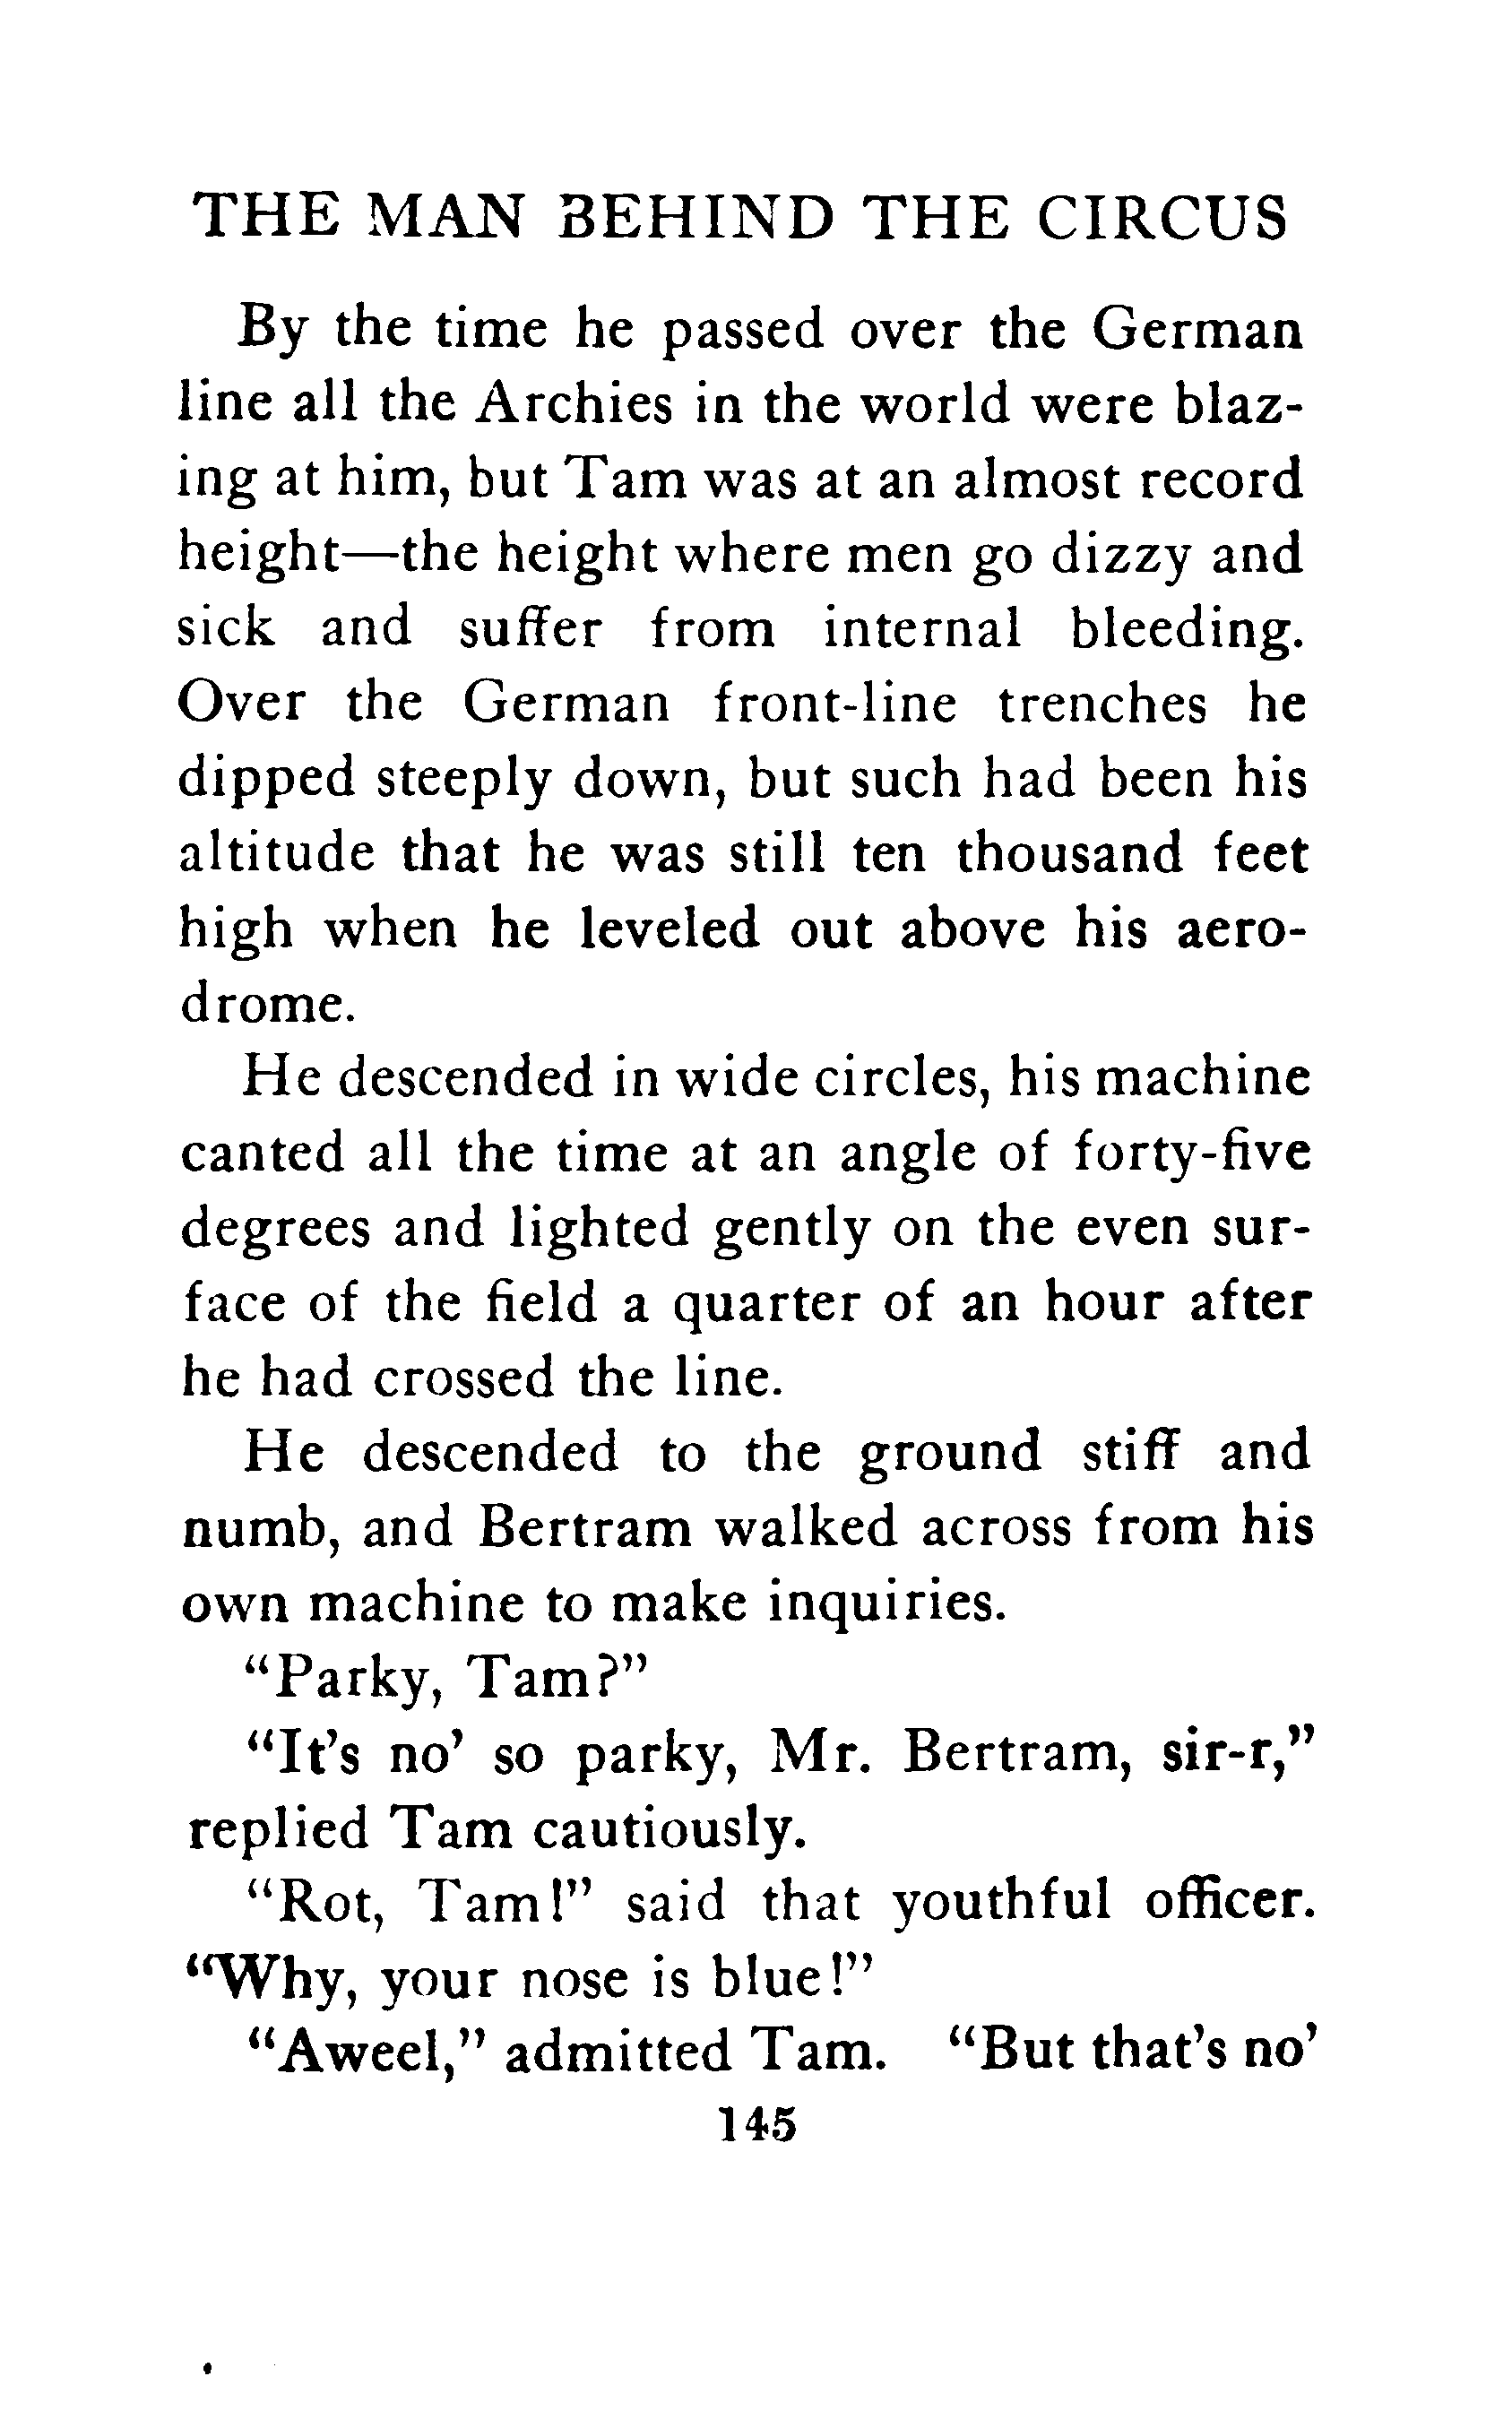 THE MAN BEHIND THE CIRCUS
By the time he passed over the German
line all the Archies in the world were blaz-
ing at him, but Tam was at an almost record
height—the height where men go dizzy and
sick and suffer from internal bleeding.
Over the German front-line trenches he
dipped steeply down, but such had been his
altitude that he was still ten thousand feet
high when he leveled out above his aero-
drome.
He descended in wide circles, his machine
canted all the time at an angle of forty-five
degrees and lighted gently on the even sur-
face of the field a quarter of an hour after
he had crossed the line.
He descended to the ground stiff and
numb, and Bertram walked across from his
own machine to make inquiries.
“Parky, Tam?”
“It’s no’ so parky, Mr. Bertram, sir-r,”
replied Tam cautiously.
“Rot, Tam!” said that youthful officer.
“Why, your nose is blue!”
“Aweel,” admitted Tam. “But that’s no’
145